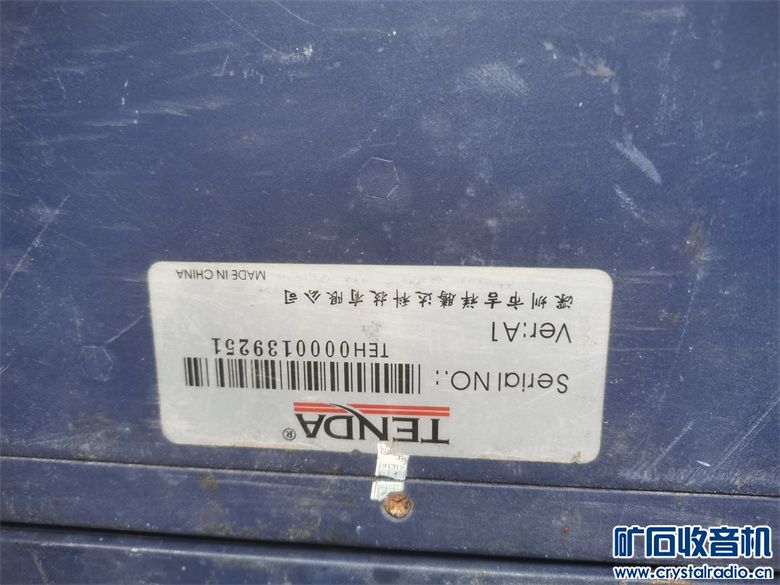 TENDA®
Serial NO.:
TEH0000139251
Ver:A1
深圳市吉祥腾达科技有限公司
MADE IN CHINA
矿石收音机
www.crystalradio.cn